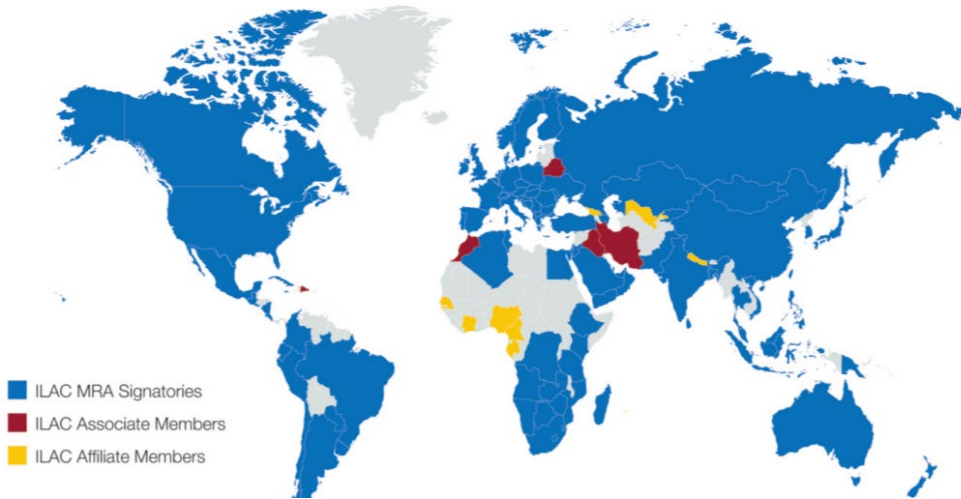 ILAC MRA Signatories
ILAC Associate Members
ILAC Affiliate Members